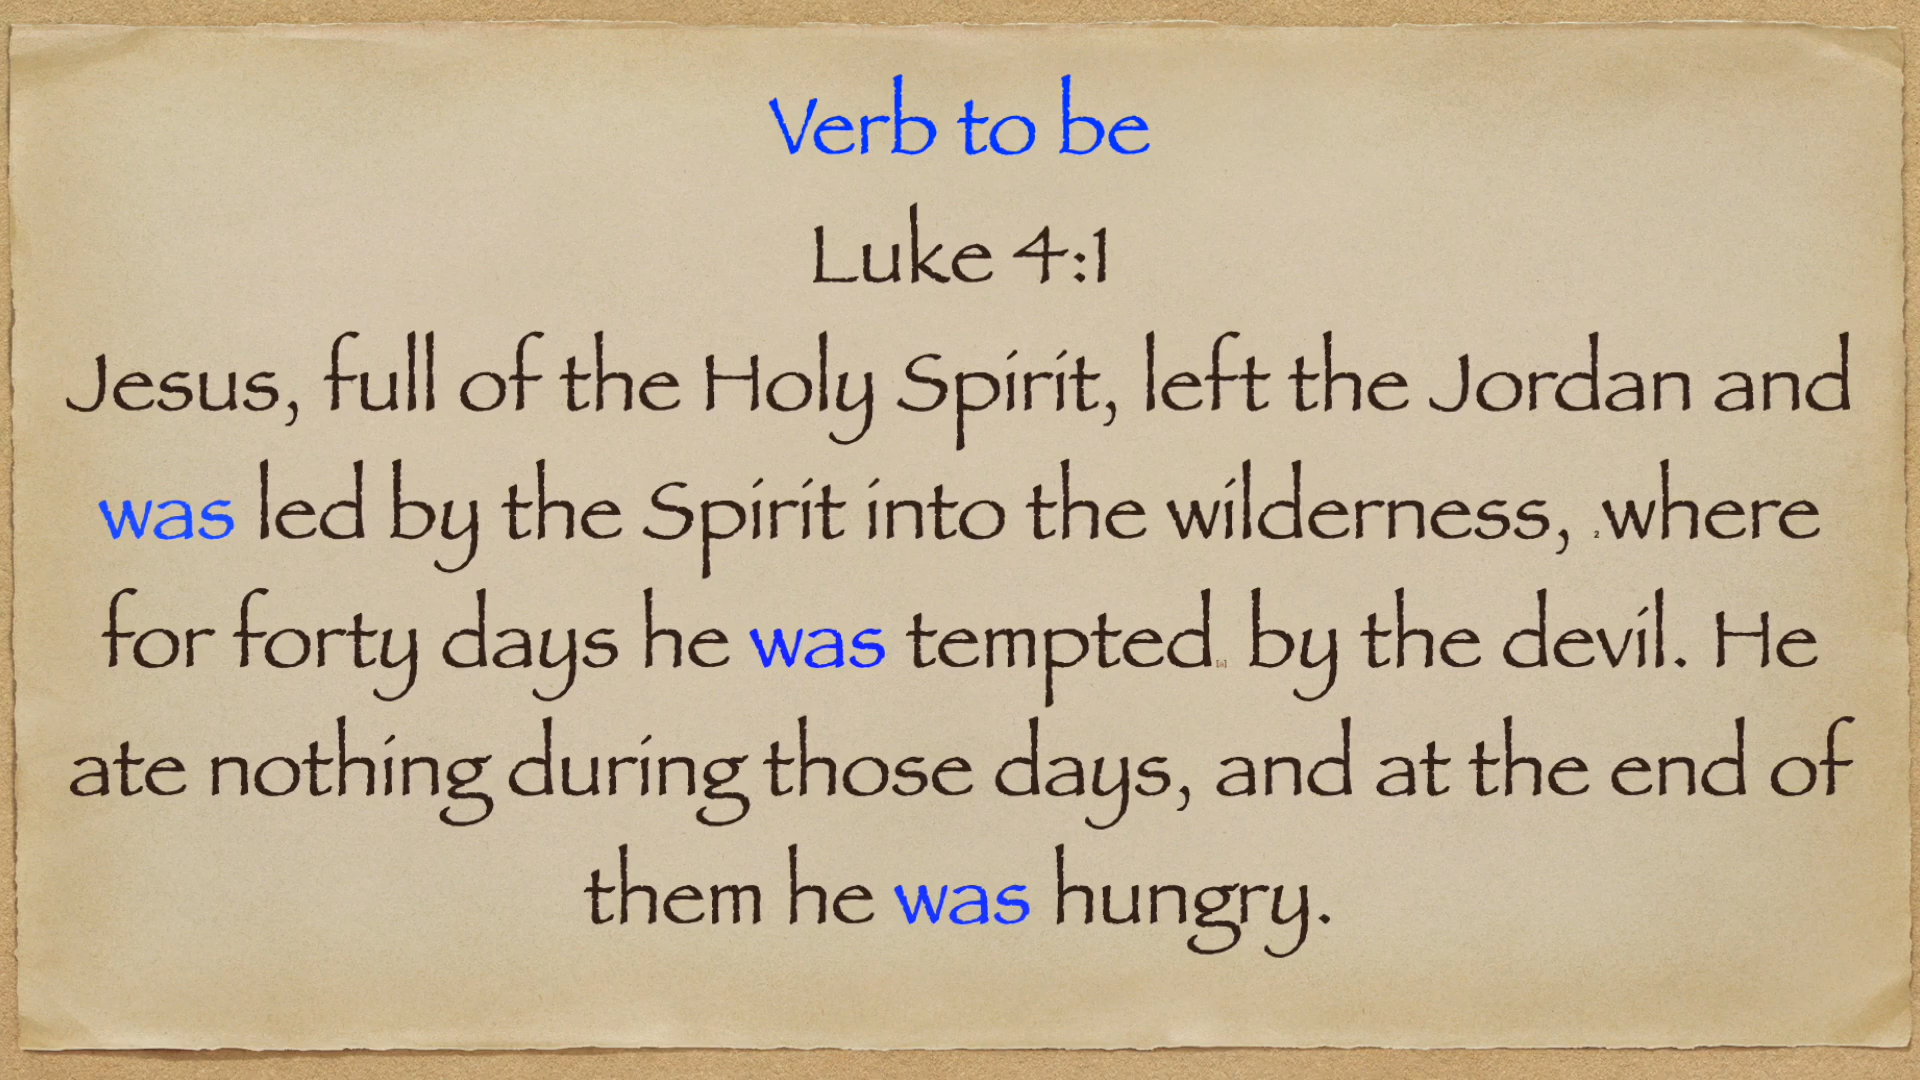 Verb to be
Luke 4:1
Jesus, full of the Holy Spirit, left the Jordan and
was led by the Spirit into the wilderness, 2 where
for forty days he was tempted[a] by the devil. He
ate nothing during those days, and at the end of
them he was hungry.